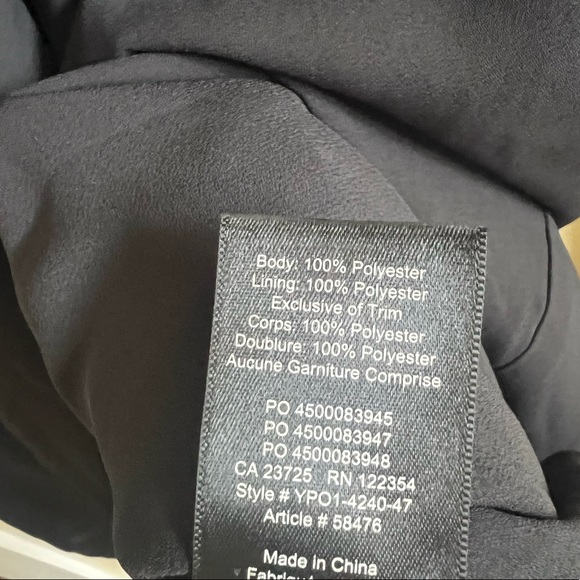 Body: 100% Polyester
Lining: 100% Polyester
Exclusive of Trim
Corps: 100% Polyester
Doublure: 100% Polyester
Aucune Garniture Comprise
PO 4500083945
PO 4500083947
PO 4500083948
CA 23725 RN 122354
Style # YPO1-4240-47
Article # 58476
Made in China